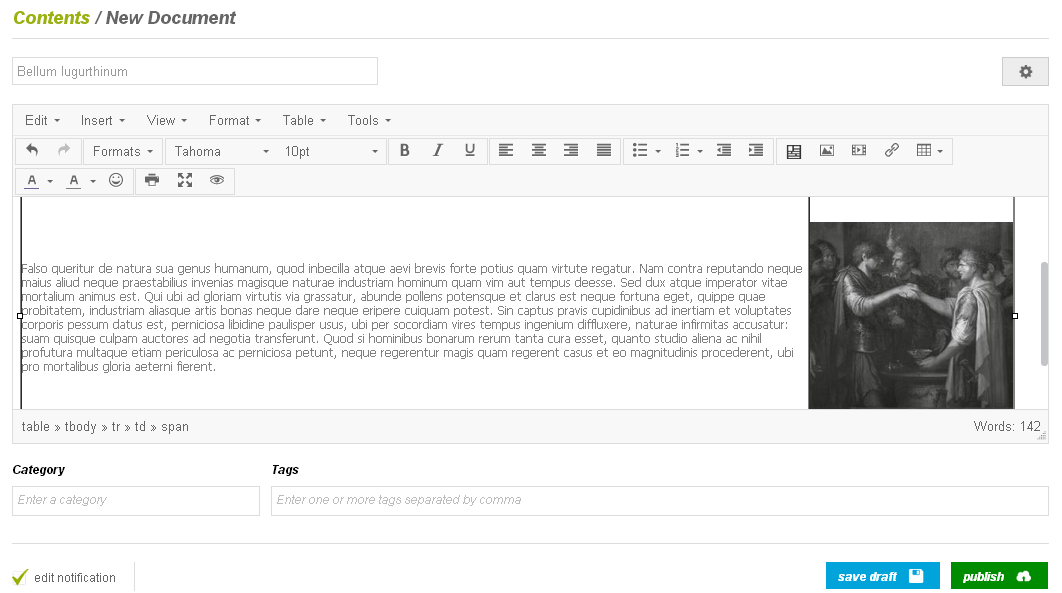 Contents / New Document
Bellum Iugurthinum
Edit Insert View Format Table Tools
Formats Tahoma 10pt B I U
A A
Falso queritur de natura sua genus humanum, quod inbecilla atque aevi brevis forte potius quam virtute regatur. Nam contra reputando neque
maius aliud neque praestabilius invenias magisque naturae industriam hominum quam vim aut tempus deesse. Sed dux atque imperator vitae
mortalium animus est. Qui ubi ad gloriam virtutis via grassatur, abunde pollens potensque et clarus est neque fortuna eget, quippe quae
probitatem, industriam aliasque artis bonas neque dare neque eripere cuiquam potest. Sin captus pravis cupidinibus ad inertiam et voluptates
corporis pessum datus est, perniciosa libidine paulisper usus, ubi per socordiam vires tempus ingenium diffluxere, naturae infirmitas accusatur:
suam quisque culpam auctores ad negotia transferunt. Quod si hominibus bonarum rerum tanta cura esset, quanto studio aliena ac nihil
profutura multaque etiam periculosa ac perniciosa petunt, neque regerentur magis quam regerent casus et eo magnitudinis procederent, ubi
pro mortalibus gloria aeterni fierent.
table » tbody » tr » td » span Words: 142
Category Tags
Enter a category Enter one or more tags separated by comma
edit notification save draft publish